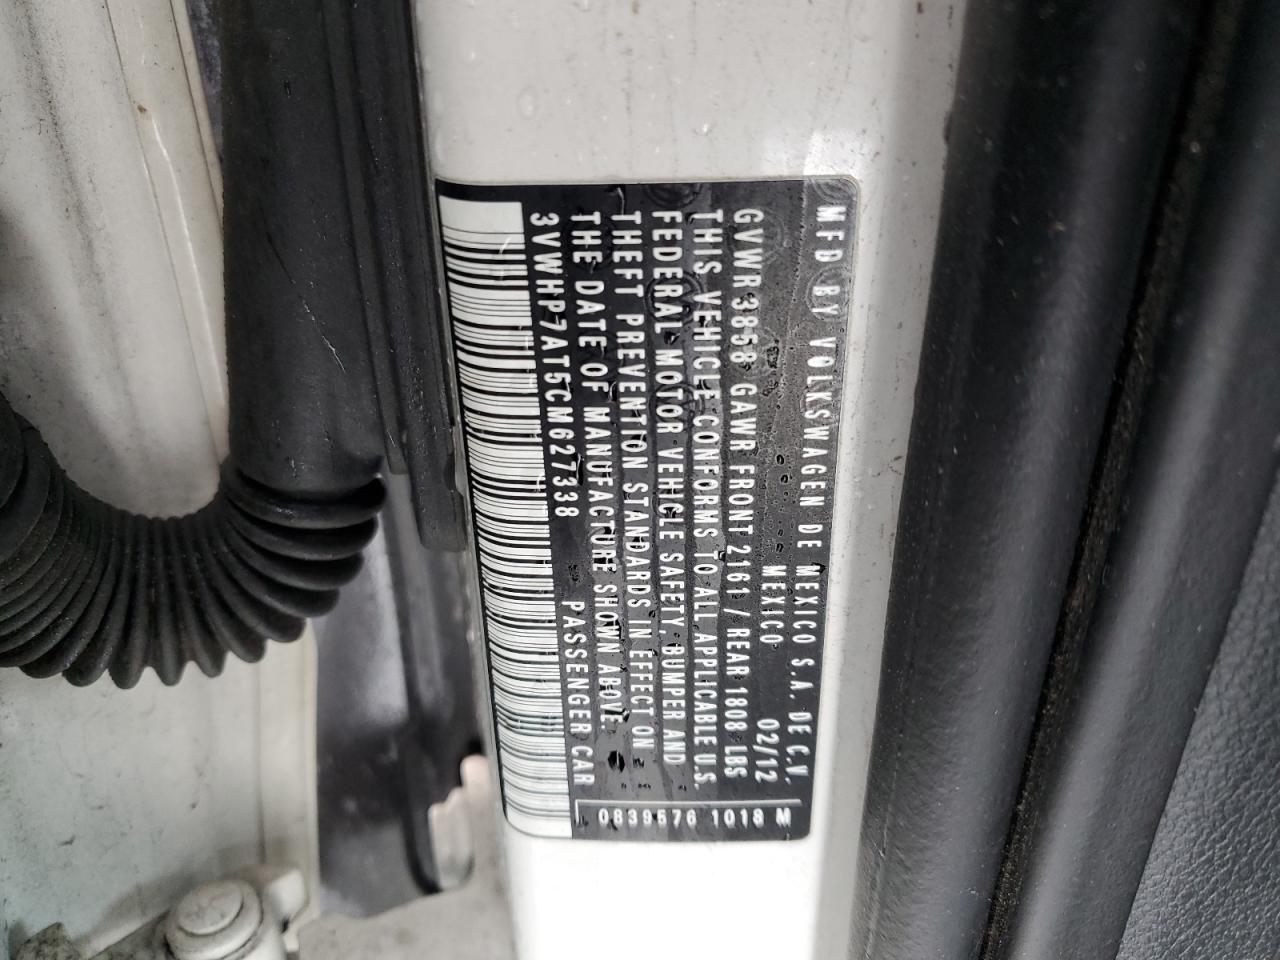 MFD BY VOLKSWAGEN DE MEXICO S.A. DE C.V.
MEXICO 02/12
GVWR 3858 GAWR FRONT 2161 / REAR 1808 LBS
THIS VEHICLE CONFORMS TO ALL APPLICABLE U.S.
FEDERAL MOTOR VEHICLE SAFETY, BUMPER AND
THEFT PREVENTION STANDARDS IN EFFECT ON
THE DATE OF MANUFACTURE SHOWN ABOVE.
3VWHP7AT5CM627338 PASSENGER CAR
0839576 1018 M